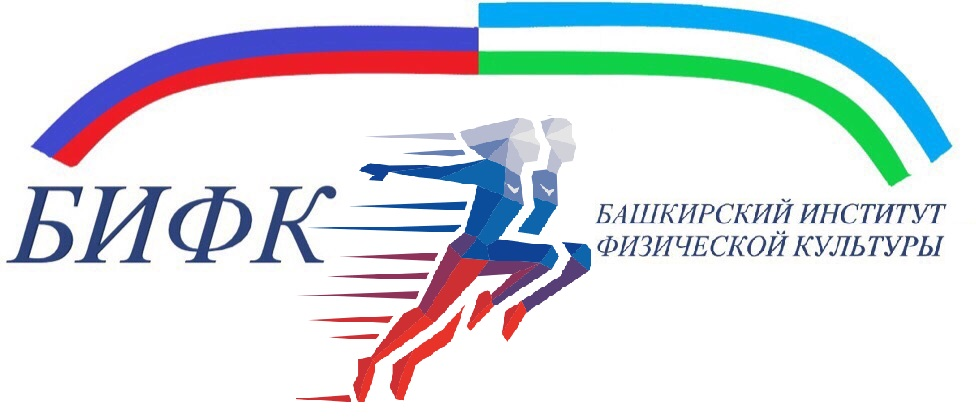 БИФК
БАШКИРСКИЙ ИНСТИТУТ
ФИЗИЧЕСКОЙ КУЛЬТУРЫ